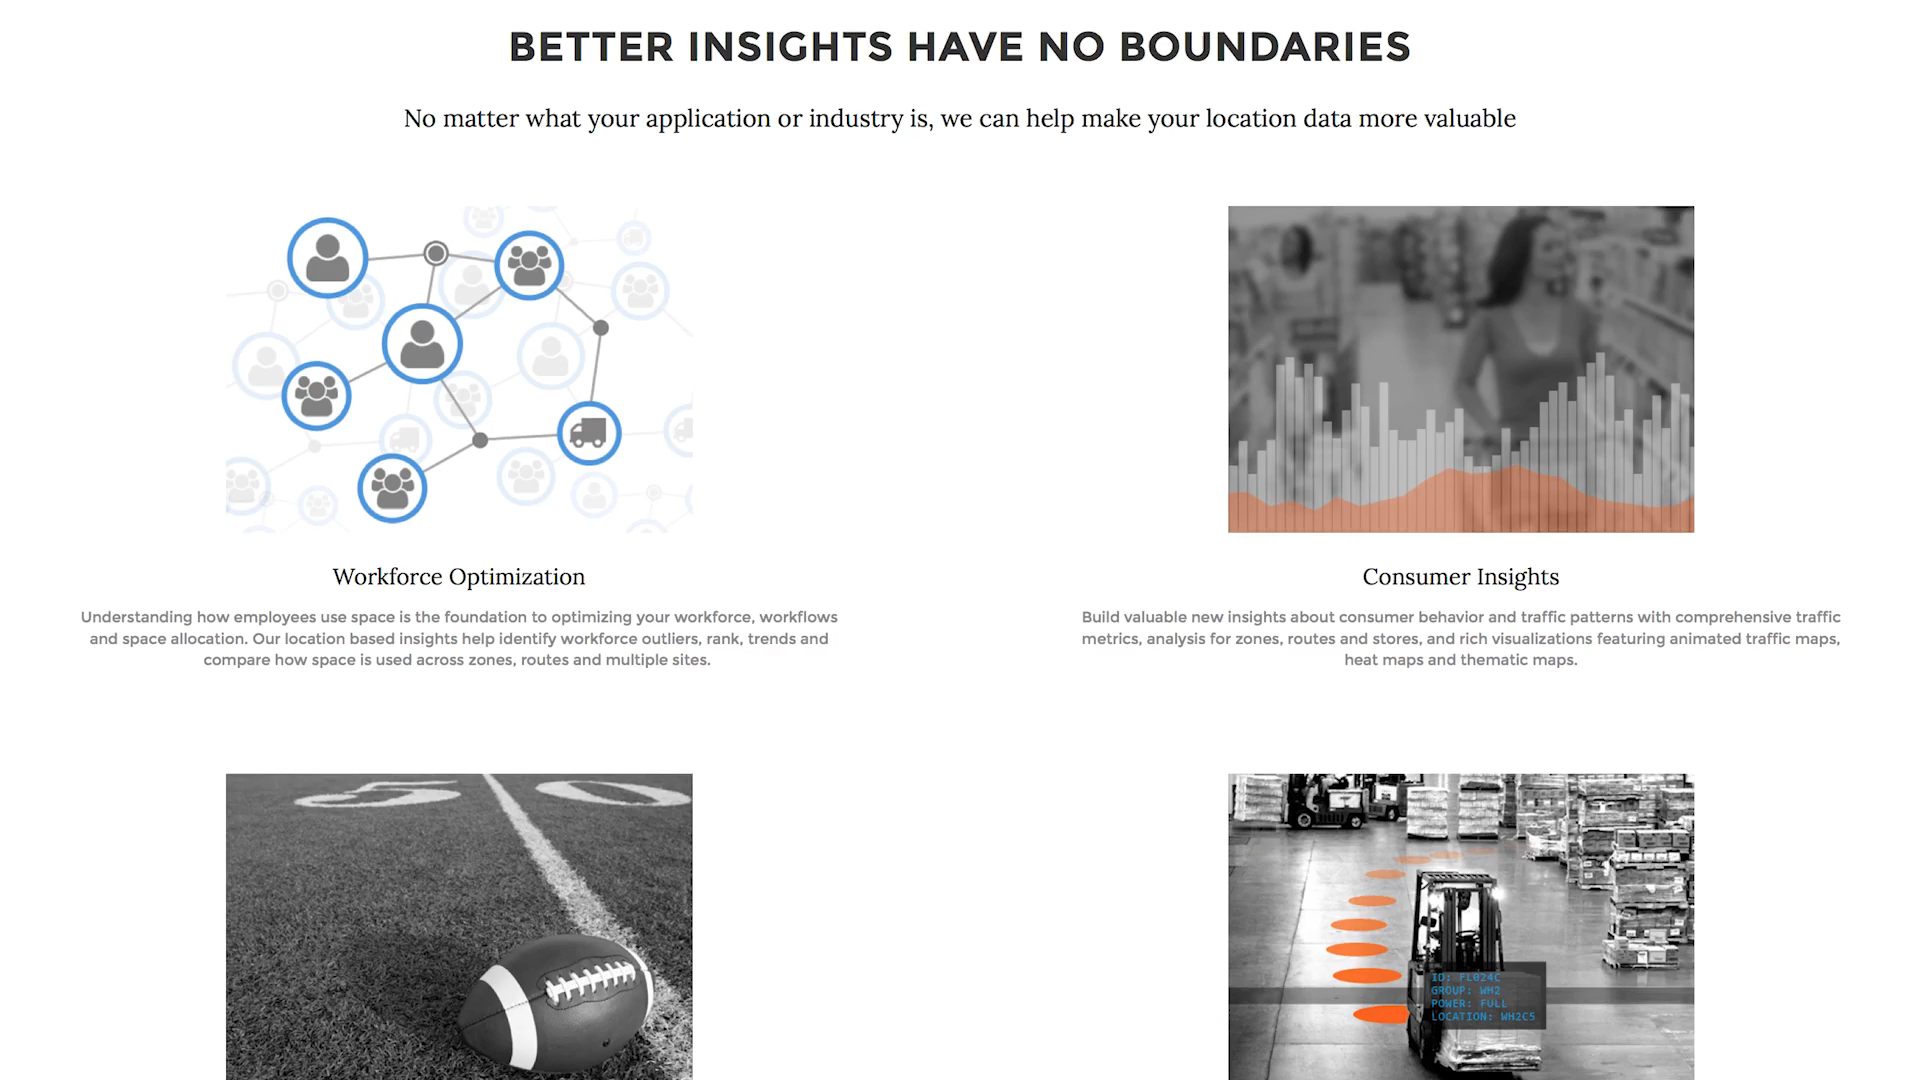 BETTER INSIGHTS HAVE NO BOUNDARIES
No matter what your application or industry is, we can help make your location data more valuable
Workforce Optimization
Understanding how employees use space is the foundation to optimizing your workforce, workflows
and space allocation. Our location based insights help identify workforce outliers, rank, trends and
compare how space is used across zones, routes and multiple sites.
Consumer Insights
Build valuable new insights about consumer behavior and traffic patterns with comprehensive traffic
metrics, analysis for zones, routes and stores, and rich visualizations featuring animated traffic maps,
heat maps and thematic maps.
50
ID: FL024C
GROUP: WH2
POWER: FULL
LOCATION: WH2C5